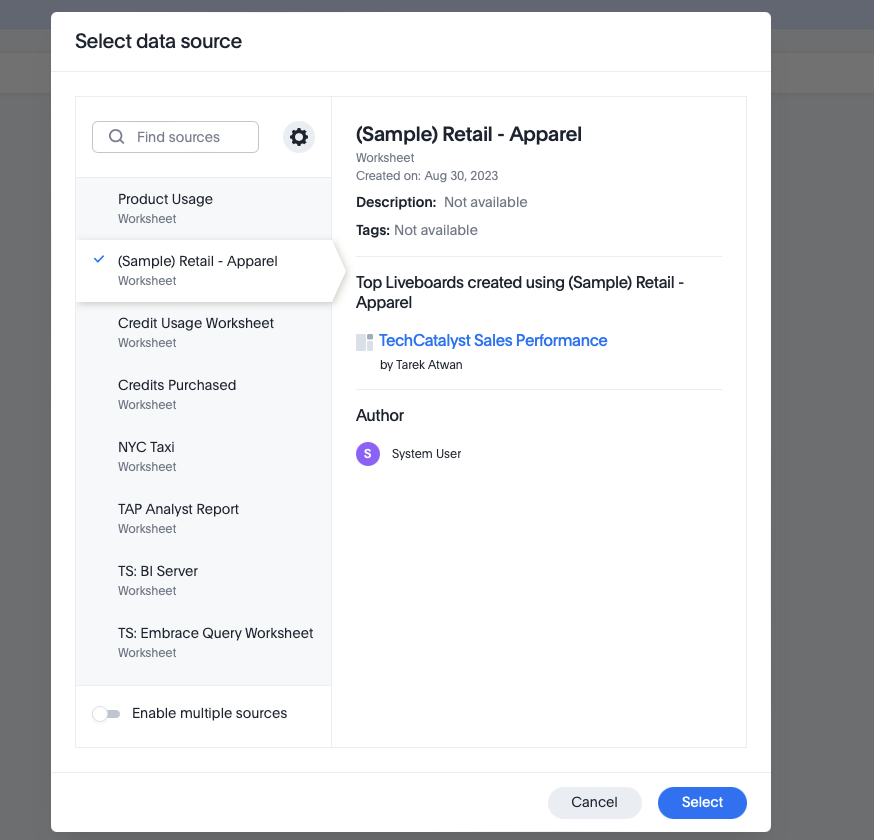 Select data source
Find sources
Product Usage
Worksheet
(Sample) Retail - Apparel
Worksheet
Credit Usage Worksheet
Worksheet
Credits Purchased
Worksheet
NYC Taxi
Worksheet
TAP Analyst Report
Worksheet
TS: BI Server
Worksheet
TS: Embrace Query Worksheet
Worksheet
Enable multiple sources
(Sample) Retail - Apparel
Worksheet
Created on: Aug 30, 2023
Description: Not available
Tags: Not available
Top Liveboards created using (Sample) Retail -
Apparel
TechCatalyst Sales Performance
by Tarek Atwan
Author
S System User
Cancel Select